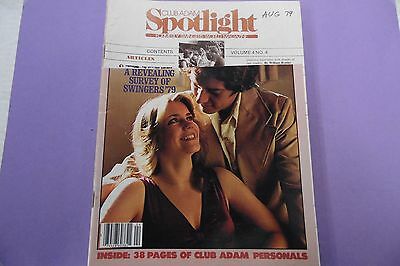 CLUB ADAM
Spotlight
AUG 79
CONTENTS
VOLUME 4 NO. 4
ARTICLES
A REVEALING
SURVEY OF
SWINGERS '79
INSIDE: 38 PAGES OF CLUB ADAM PERSONALS